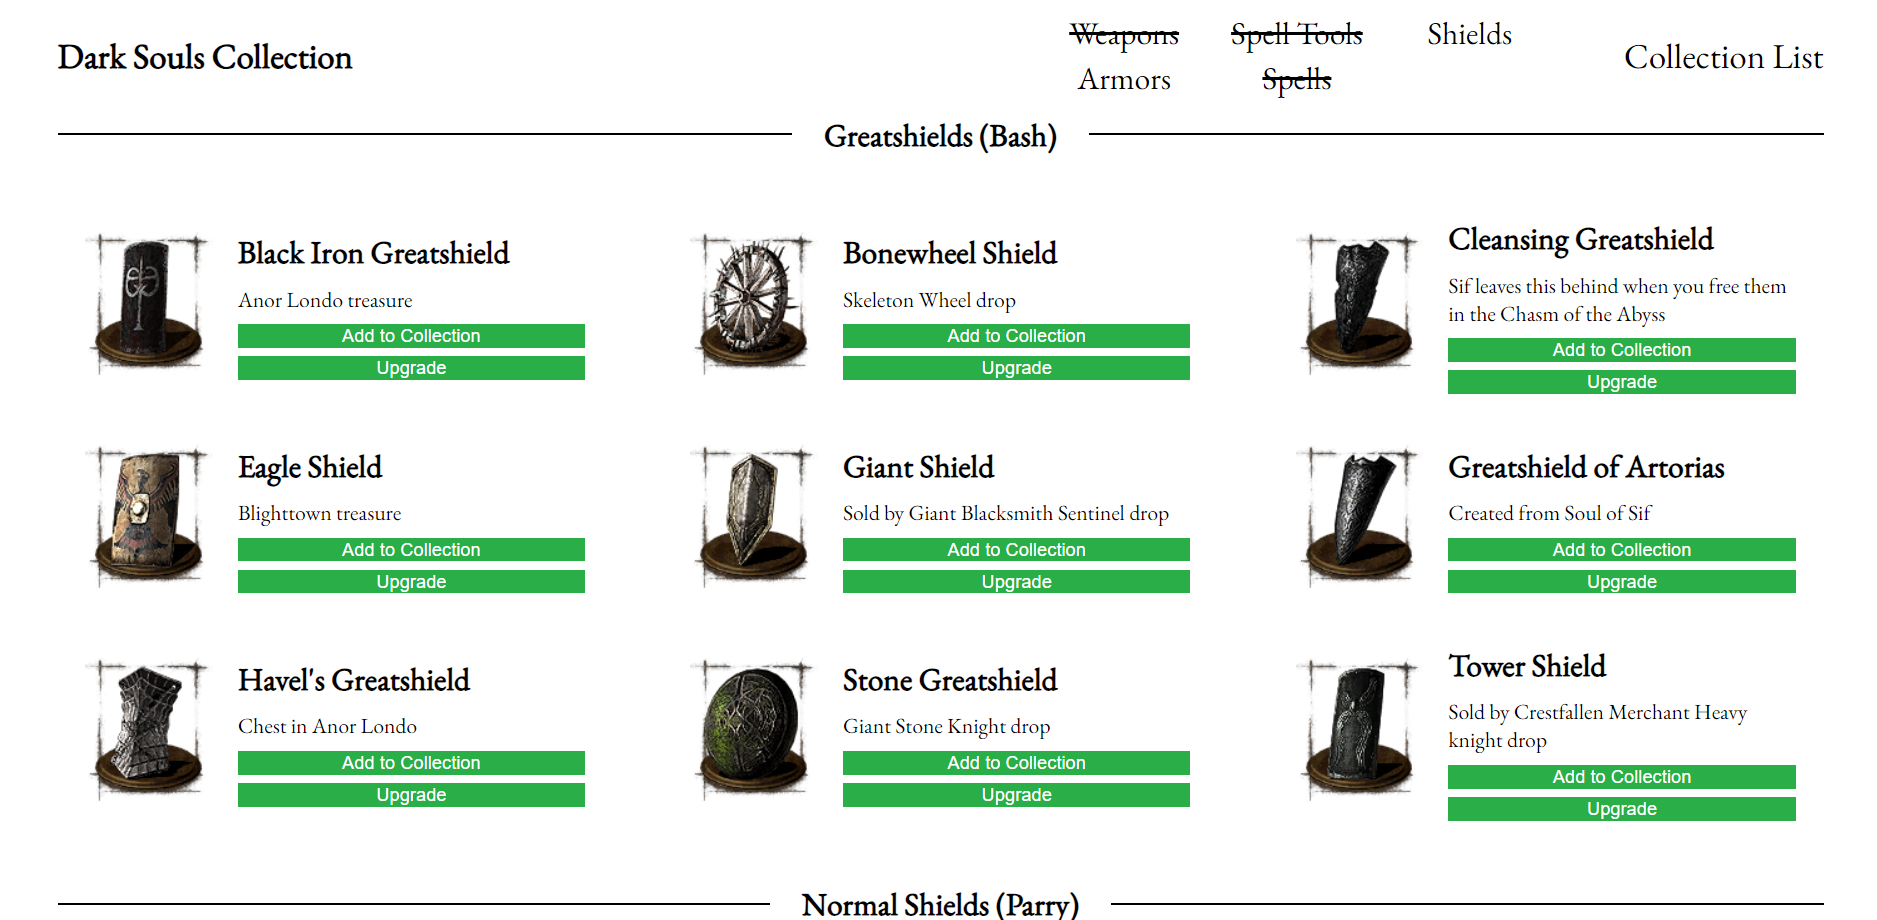 Dark Souls Collection
Weapons
Spell Tools
Shields
Armors
Spells
Collection List
Greatshields (Bash)
Black Iron Greatshield
Anor Londo treasure
Add to Collection
Upgrade
Bonewheel Shield
Skeleton Wheel drop
Add to Collection
Upgrade
Cleansing Greatshield
Sif leaves this behind when you free them
in the Chasm of the Abyss
Add to Collection
Upgrade
Eagle Shield
Blighttown treasure
Add to Collection
Upgrade
Giant Shield
Sold by Giant Blacksmith Sentinel drop
Add to Collection
Upgrade
Greatshield of Artorias
Created from Soul of Sif
Add to Collection
Upgrade
Havel's Greatshield
Chest in Anor Londo
Add to Collection
Upgrade
Stone Greatshield
Giant Stone Knight drop
Add to Collection
Upgrade
Tower Shield
Sold by Crestfallen Merchant Heavy
knight drop
Add to Collection
Upgrade
Normal Shields (Parry)